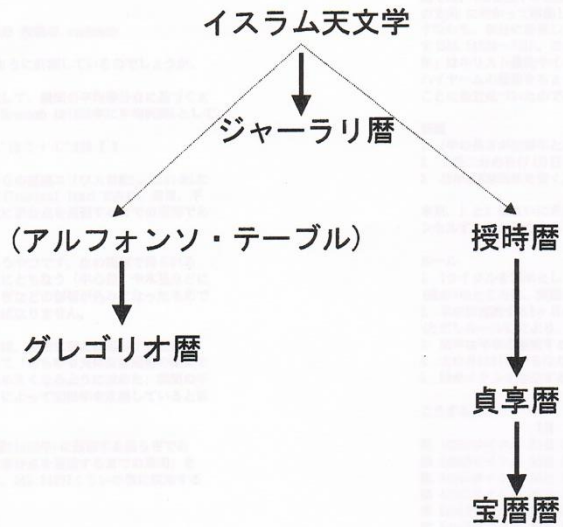 イスラム天文学
ジャーラリ暦
（アルフォンソ・テーブル）
授時暦
グレゴリオ暦
貞享暦
宝暦暦